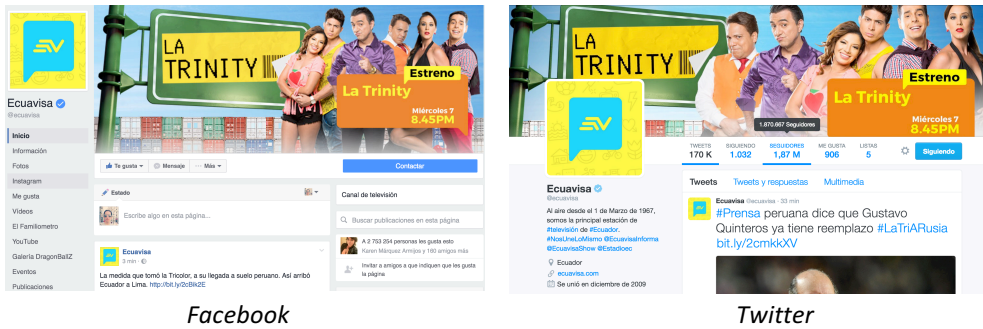 LA
TRINITY
Estreno
La Trinity
Miércoles 7
8.45PM
Ecuavisa
@ecuavisa
Inicio
Información
Fotos
Instagram
Me gusta
Vídeos
El Familiometro
YouTube
Galería DragonBallZ
Eventos
Publicaciones
Te gusta
Mensaje
Más
Contactar
Estado
Escribe algo en esta página...
Ecuavisa
3 min ·
La medida que tomó la Tricolor, a su llegada a suelo peruano. Así arribó
Ecuador a Lima. http://bit.ly/2cBik2E
Canal de televisión
Buscar publicaciones en esta página
A 2 753 254 personas les gusta esto
Karen Márquez Armijos y 160 amigos más
Invitar a amigos a que indiquen que les gusta
la página
Facebook
LA
TRINITY
Estreno
La Trinity
Miércoles 7
8.45PM
1.870.667 Seguidores
TWEETS
170 K
SIGUIENDO
1.032
SEGUIDORES
1,87 M
ME GUSTA
906
LISTAS
5
Siguiendo
Ecuavisa
@ecuavisa
Al aire desde el 1 de Marzo de 1967,
somos la principal estación de
#televisión de #Ecuador.
#NosUneLoMismo @EcuavisaInforma
@EcuavisaShow @Estadioec
Ecuador
ecuavisa.com
Se unió en diciembre de 2009
Tweets
Tweets y respuestas
Multimedia
Ecuavisa @ecuavisa · 33 min
#Prensa peruana dice que Gustavo
Quinteros ya tiene reemplazo #LaTriARusia
bit.ly/2cmkkXV
Twitter